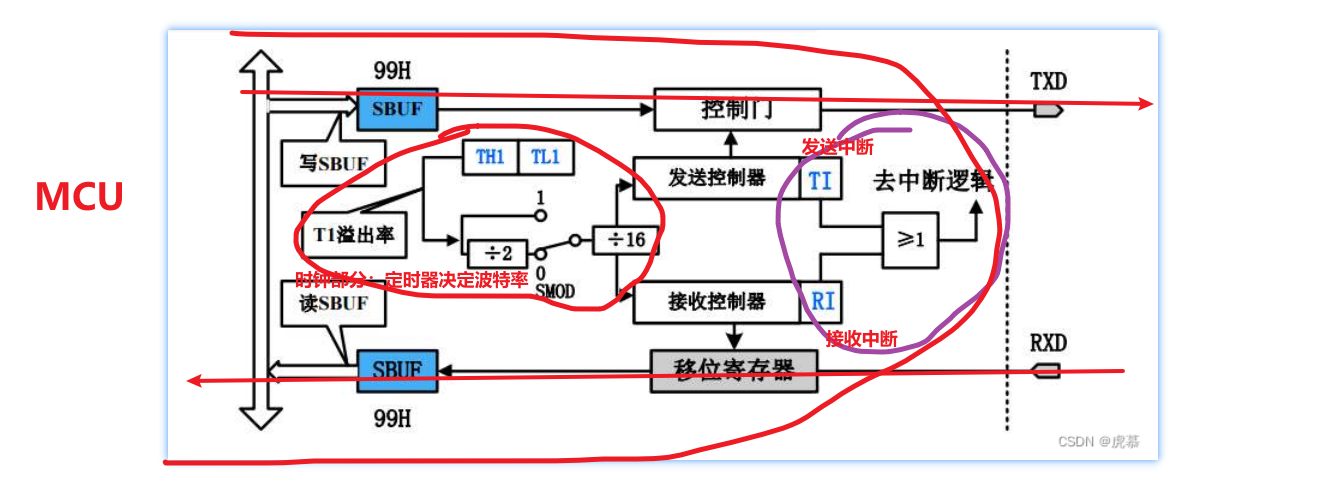 99H
TXD
SBUF
控制门
发送中断
写SBUF
TH1 TL1
发送控制器 TI
去中断逻辑
MCU
1
T1溢出率
÷2
÷16
≥1
时钟部分：定时器决定波特率
0
SMOD
读SBUF
接收控制器 RI
接收中断
RXD
SBUF
移位寄存器
99H
CSDN @虎慕